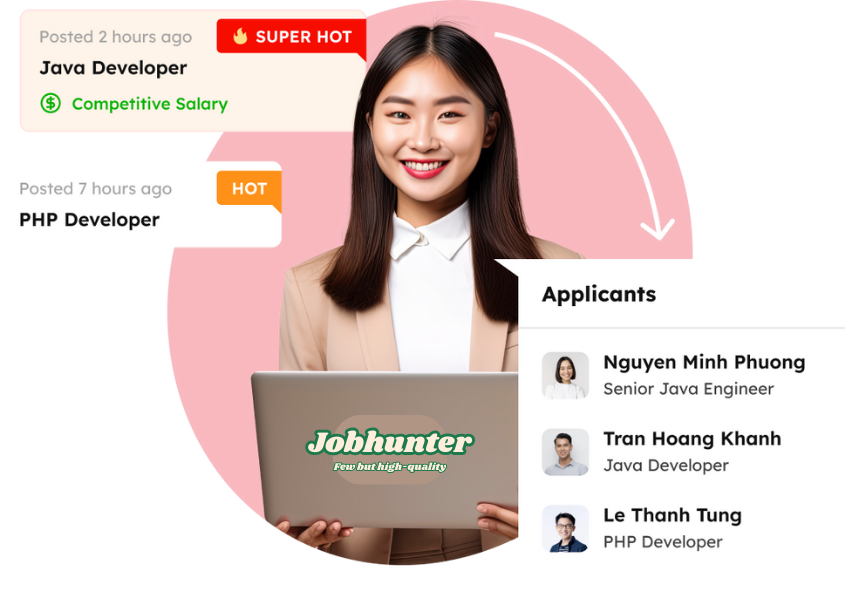 Posted 2 hours ago
SUPER HOT
Java Developer
Competitive Salary
Posted 7 hours ago
HOT
PHP Developer
Jobhunter
Few but high-quality
Applicants
Nguyen Minh Phuong
Senior Java Engineer
Tran Hoang Khanh
Java Developer
Le Thanh Tung
PHP Developer